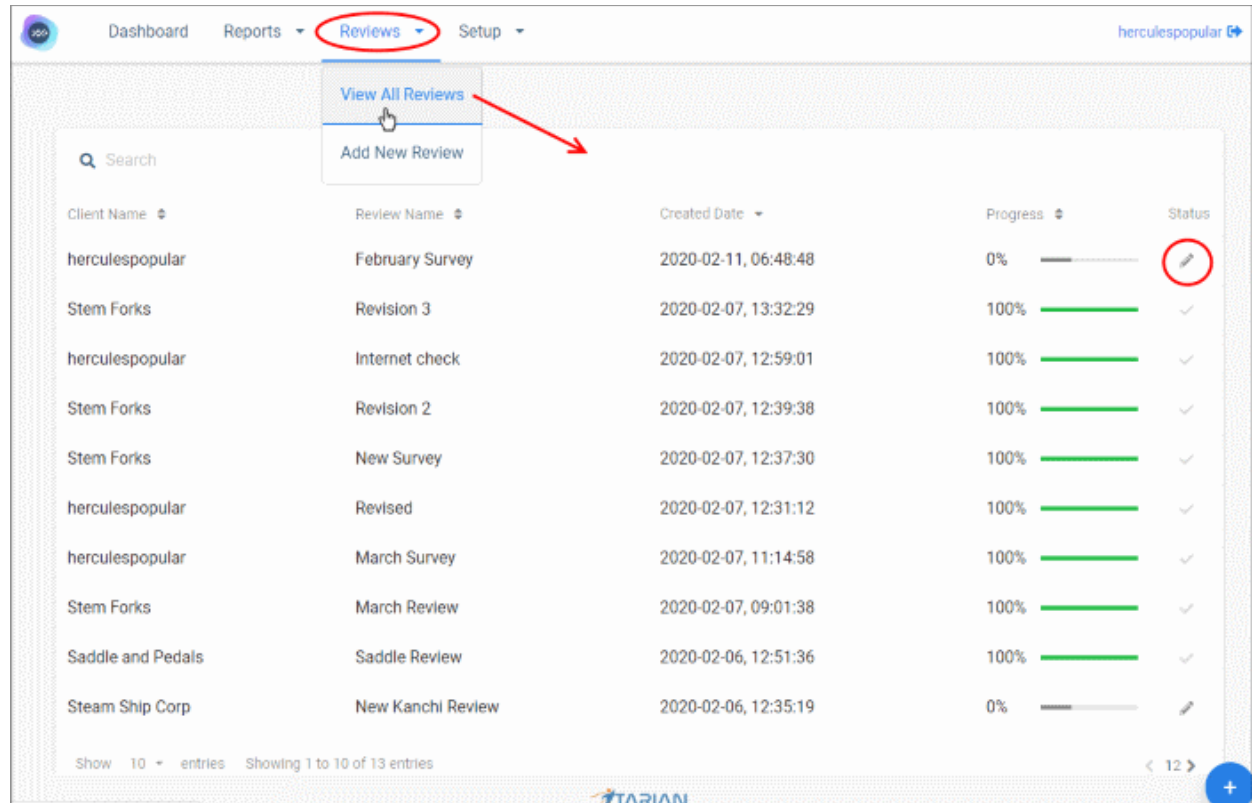 360 Dashboard Reports Reviews Setup herculespopular
View All Reviews
Add New Review
Search
Client Name Review Name Created Date Progress Status
herculespopular February Survey 2020-02-11, 06:48:48 0%
Stem Forks Revision 3 2020-02-07, 13:32:29 100%
herculespopular Internet check 2020-02-07, 12:59:01 100%
Stem Forks Revision 2 2020-02-07, 12:39:38 100%
Stem Forks New Survey 2020-02-07, 12:37:30 100%
herculespopular Revised 2020-02-07, 12:31:12 100%
herculespopular March Survey 2020-02-07, 11:14:58 100%
Stem Forks March Review 2020-02-07, 09:01:38 100%
Saddle and Pedals Saddle Review 2020-02-06, 12:51:36 100%
Steam Ship Corp New Kanchi Review 2020-02-06, 12:35:19 0%
Show 10 entries Showing 1 to 10 of 13 entries < 12 >
+
ITARIAN